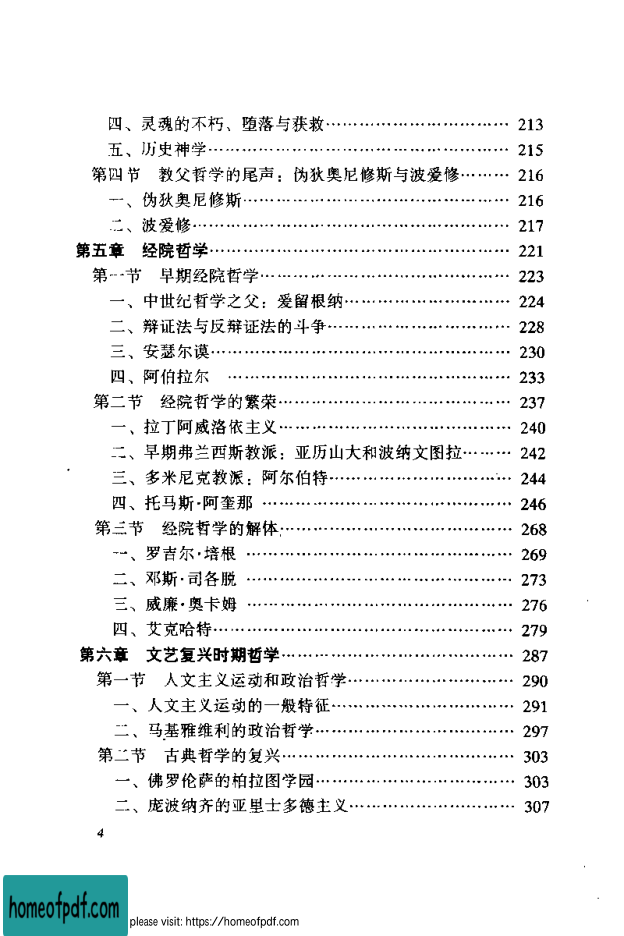 四、灵魂的不朽、堕落与获救…………………………… 213
五、历史神学……………………………………………… 215
第四节　教父哲学的尾声：伪狄奥尼修斯与波爱修……… 216
一、伪狄奥尼修斯………………………………………… 216
二、波爱修………………………………………………… 217
第五章　经院哲学………………………………………… 221
第一节　早期经院哲学…………………………………… 223
一、中世纪哲学之父：爱留根纳………………………… 224
二、辩证法与反辩证法的斗争…………………………… 228
三、安瑟尔谟……………………………………………… 230
四、阿伯拉尔 ……………………………………………… 233
第二节　经院哲学的繁荣………………………………… 237
一、拉丁阿威洛依主义…………………………………… 240
二、早期弗兰西斯教派：亚历山大和波纳文图拉……… 242
三、多米尼克教派：阿尔伯特…………………………… 244
四、托马斯·阿奎那 ……………………………………… 246
第三节　经院哲学的解体………………………………… 268
一、罗吉尔·培根 ………………………………………… 269
二、邓斯·司各脱 ………………………………………… 273
三、威廉·奥卡姆 ………………………………………… 276
四、艾克哈特……………………………………………… 279
第六章　文艺复兴时期哲学……………………………… 287
第一节　人文主义运动和政治哲学……………………… 290
一、人文主义运动的一般特征…………………………… 291
二、马基雅维利的政治哲学……………………………… 297
第二节　古典哲学的复兴………………………………… 303
一、佛罗伦萨的柏拉图学园……………………………… 303
二、庞波纳齐的亚里士多德主义………………………… 307
4
homeofpdf.com
please visit: https://homeofpdf.com